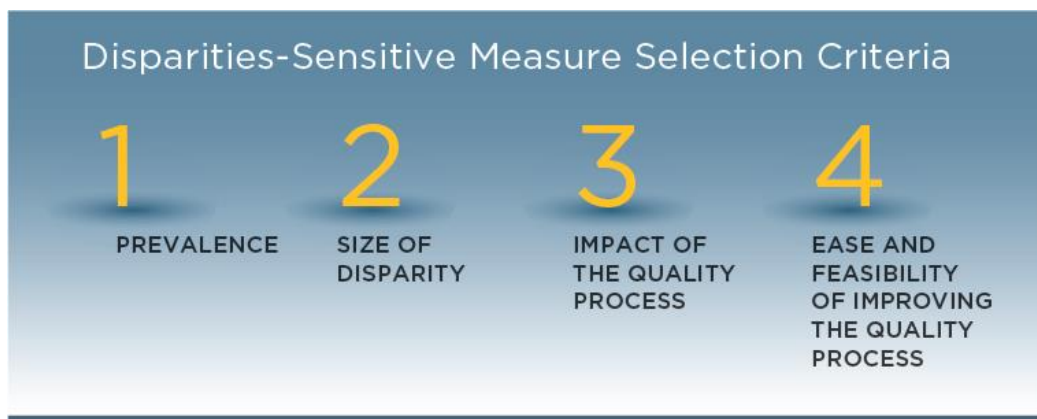 Disparities-Sensitive Measure Selection Criteria
1
PREVALENCE
2
SIZE OF
DISPARITY
3
IMPACT OF
THE QUALITY
PROCESS
4
EASE AND
FEASIBILITY
OF IMPROVING
THE QUALITY
PROCESS